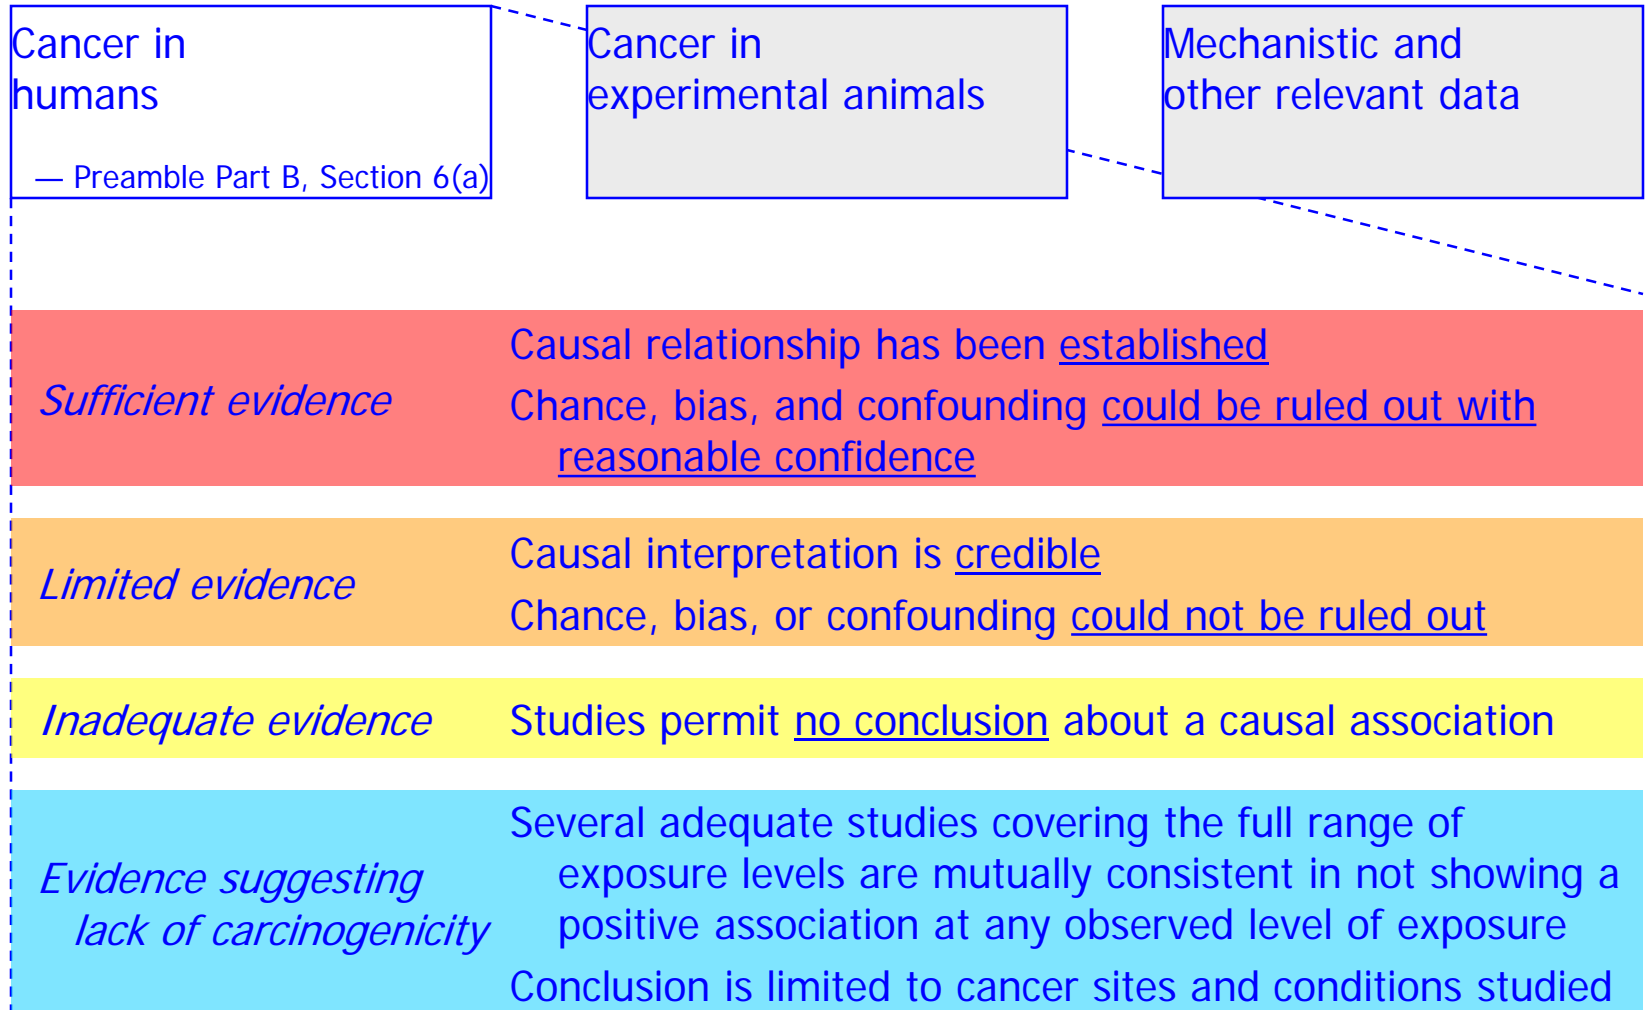 Cancer in
humans
— Preamble Part B, Section 6(a)
Cancer in
experimental animals
Mechanistic and
other relevant data
Sufficient evidence
Causal relationship has been established
Chance, bias, and confounding could be ruled out with
reasonable confidence
Limited evidence
Causal interpretation is credible
Chance, bias, or confounding could not be ruled out
Inadequate evidence
Studies permit no conclusion about a causal association
Evidence suggesting
lack of carcinogenicity
Several adequate studies covering the full range of
exposure levels are mutually consistent in not showing a
positive association at any observed level of exposure
Conclusion is limited to cancer sites and conditions studied